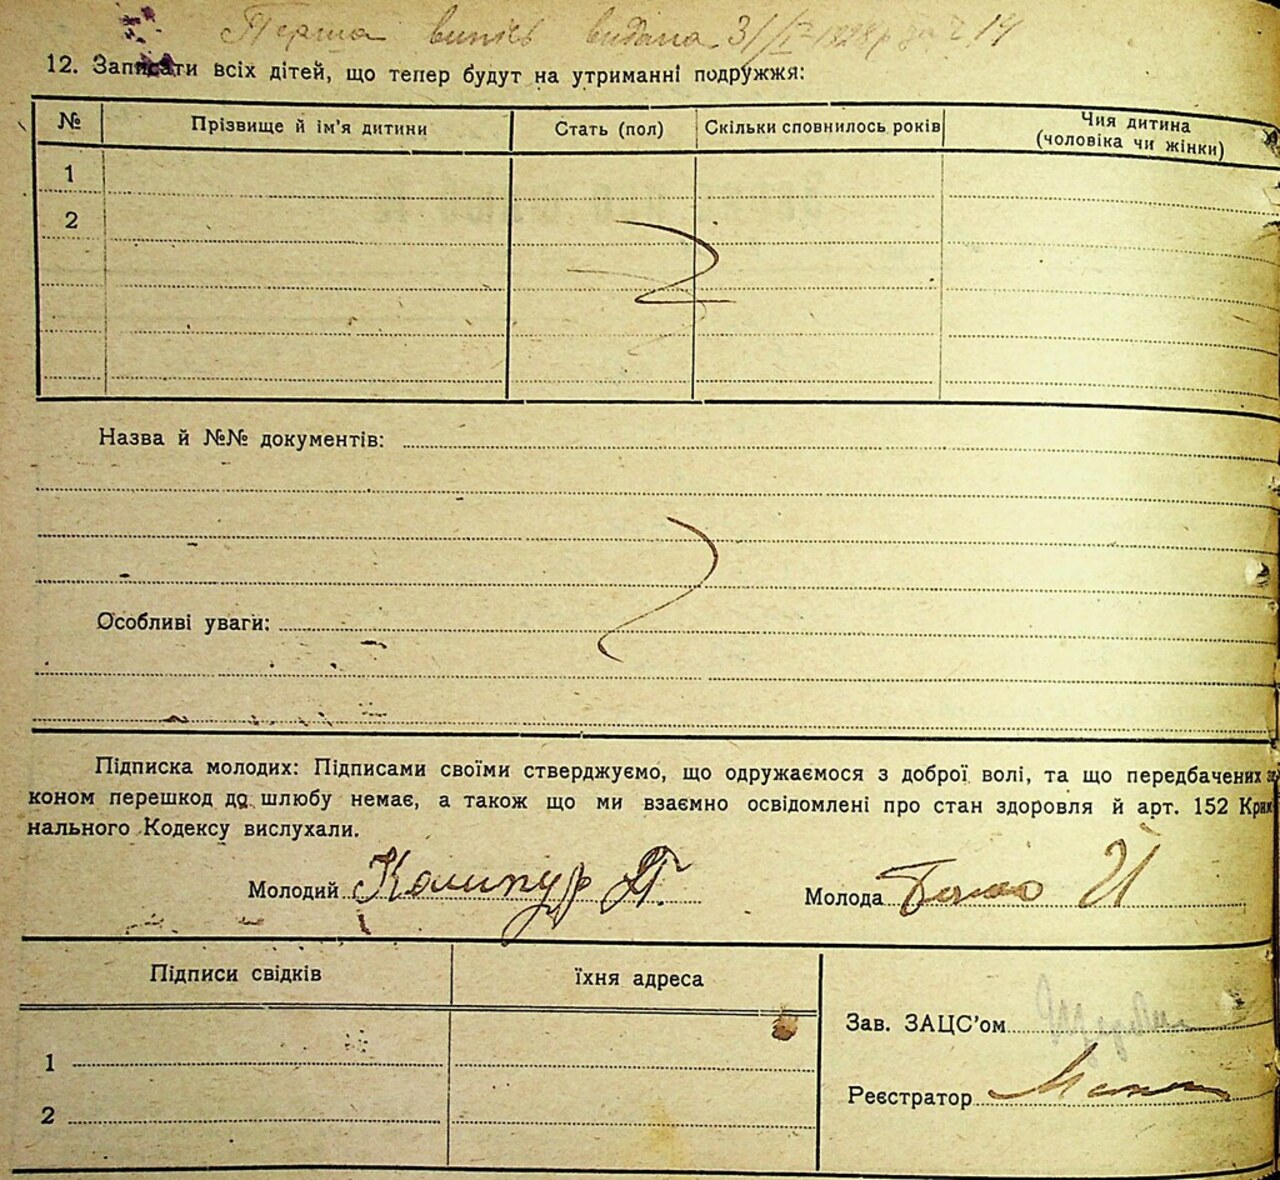 Перша випись видана 31/I-1928р за № 14
12. Записати всіх дітей, що тепер будут на утриманні подружжя:
№ Прізвище й ім'я дитини Стать (пол) Скільки сповнилось років Чия дитина
(чоловіка чи жінки)
1
2
Назва й №№ документів:
Особливі уваги:
Підписка молодих: Підписами своїми стверджуємо, що одружаємося з доброї волі, та що передбачених за
коном перешкод до шлюбу немає, а також що ми взаємно освідомлені про стан здоровля й арт. 152 Крим
нального Кодексу вислухали.
Молодий Молода
Підписи свідків їхня адреса
Зав. ЗАЦС'ом
1
Реєстратор
2